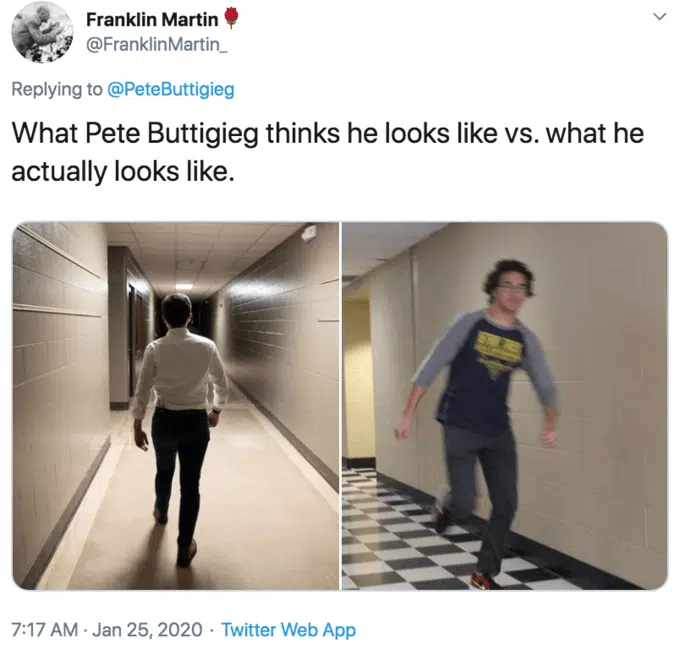 Franklin Martin🌹
@FranklinMartin_
Replying to @PeteButtigieg
What Pete Buttigieg thinks he looks like vs. what he
actually looks like.
7:17 AM · Jan 25, 2020 · Twitter Web App